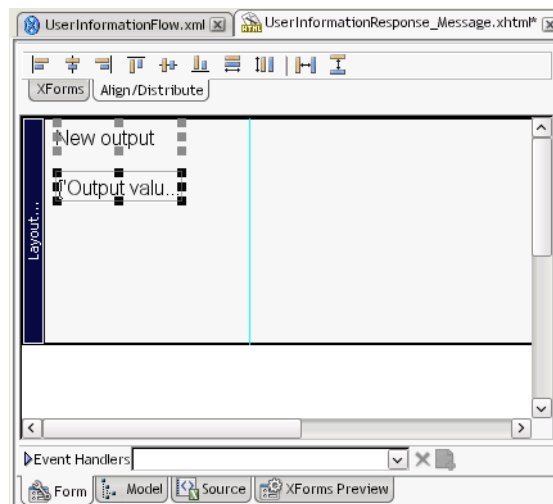 UserInformationFlow.xml UserInformationResponse_Message.xhtml*
XForms Align/Distribute
New output
Layout...
["Output valu...
Event Handlers
Form Model Source XForms Preview